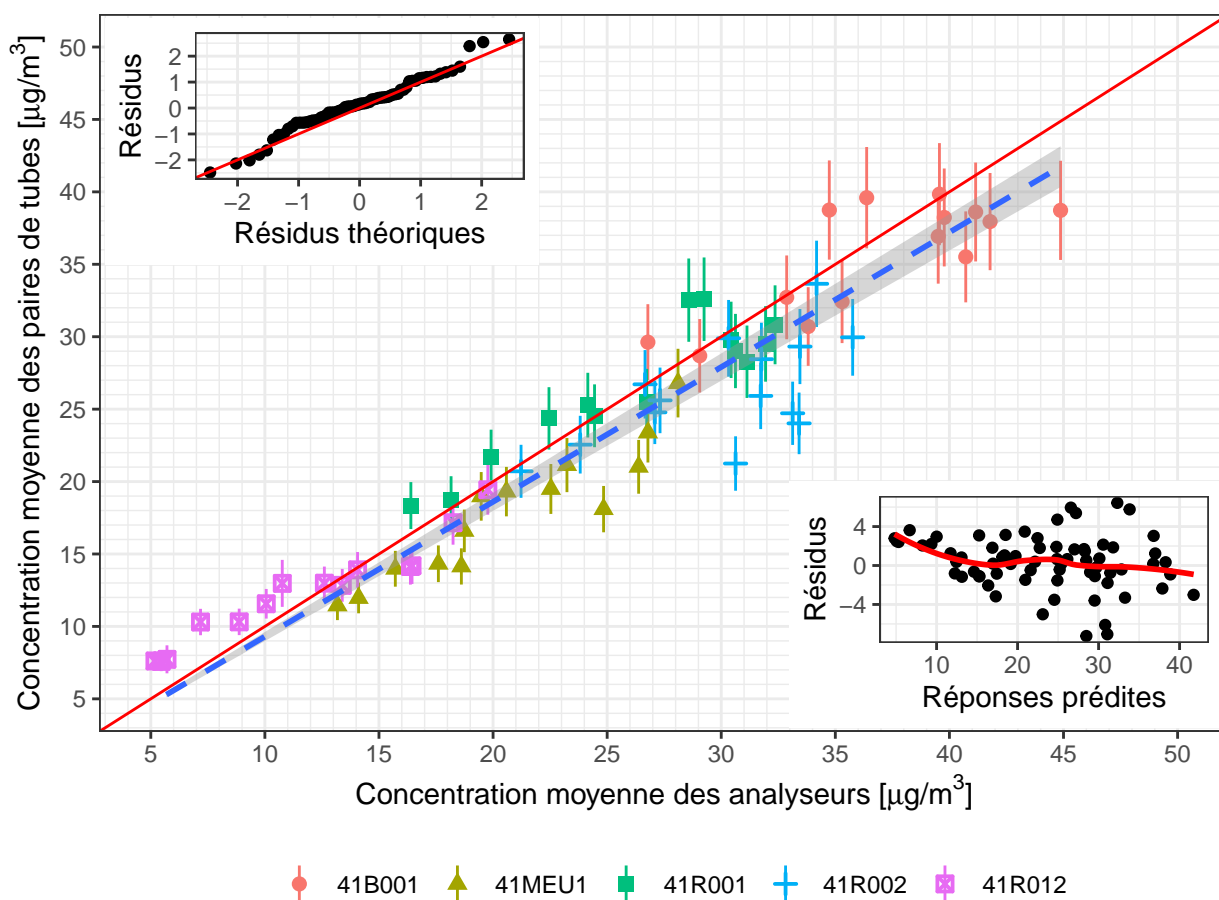 Concentration moyenne des paires de tubes [µg/m³]
50
45
40
35
30
25
20
15
10
5
5 10 15 20 25 30 35 40 45 50
Concentration moyenne des analyseurs [µg/m³]
Résidus
2
1
0
−1
−2
−2 −1 0 1 2
Résidus théoriques
Résidus
4
0
−4
10 20 30 40
Réponses prédites
41B001 41MEU1 41R001 41R002 41R012